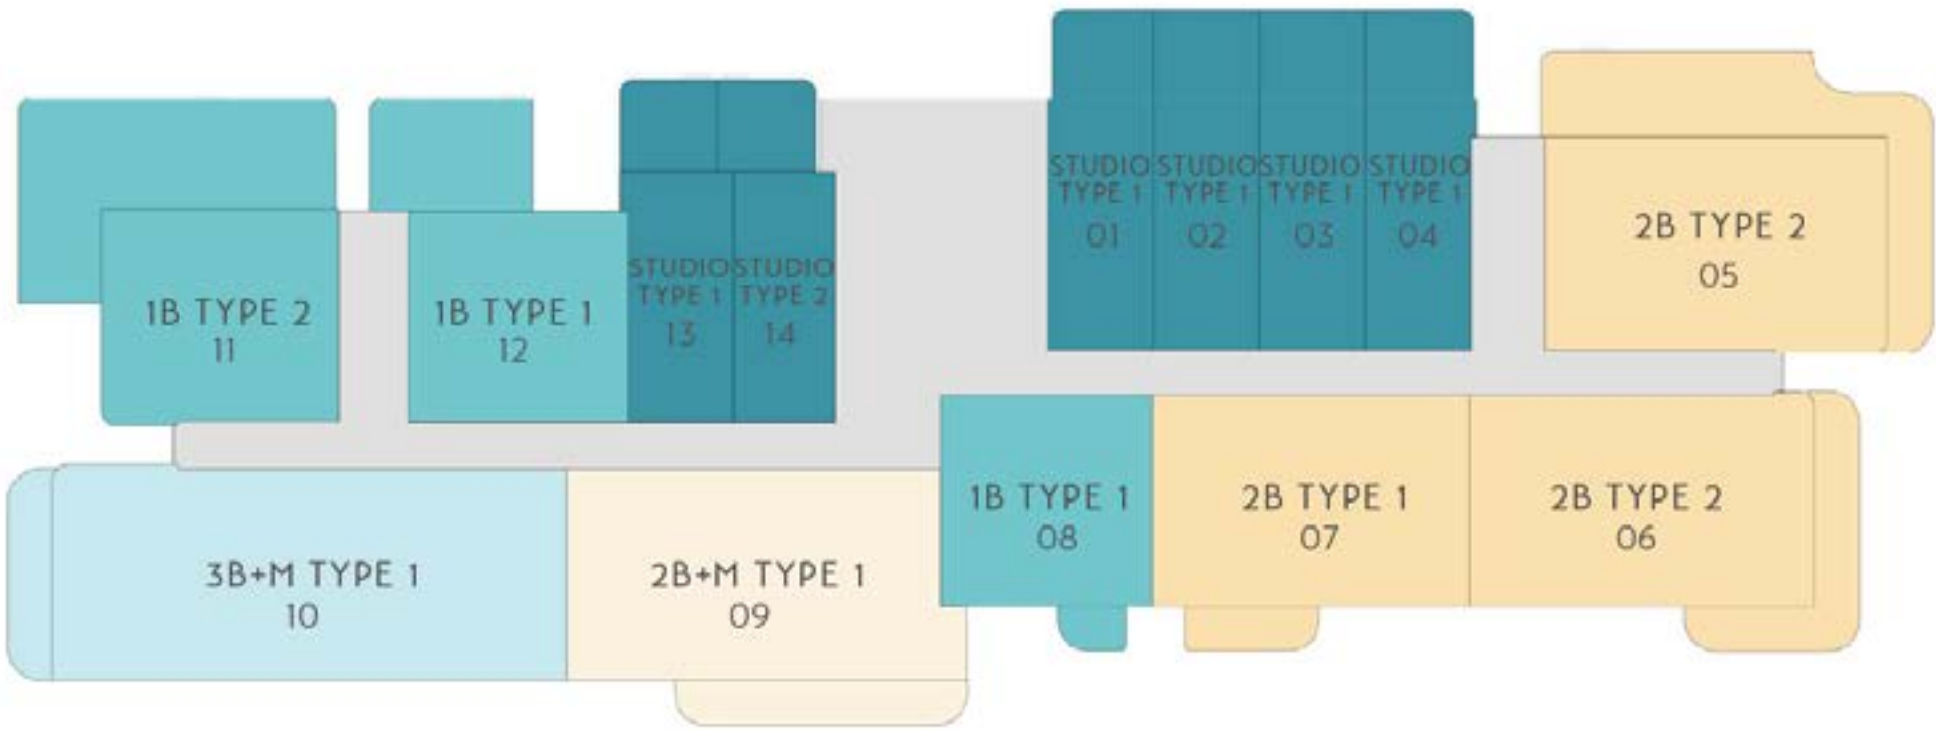 STUDIO
TYPE 1
01
STUDIO
TYPE 1
02
STUDIO
TYPE 1
03
STUDIO
TYPE 1
04
2B TYPE 2
05
1B TYPE 2
11
1B TYPE 1
12
STUDIO
TYPE 1
13
STUDIO
TYPE 2
14
1B TYPE 1
08
2B TYPE 1
07
2B TYPE 2
06
3B+M TYPE 1
10
2B+M TYPE 1
09